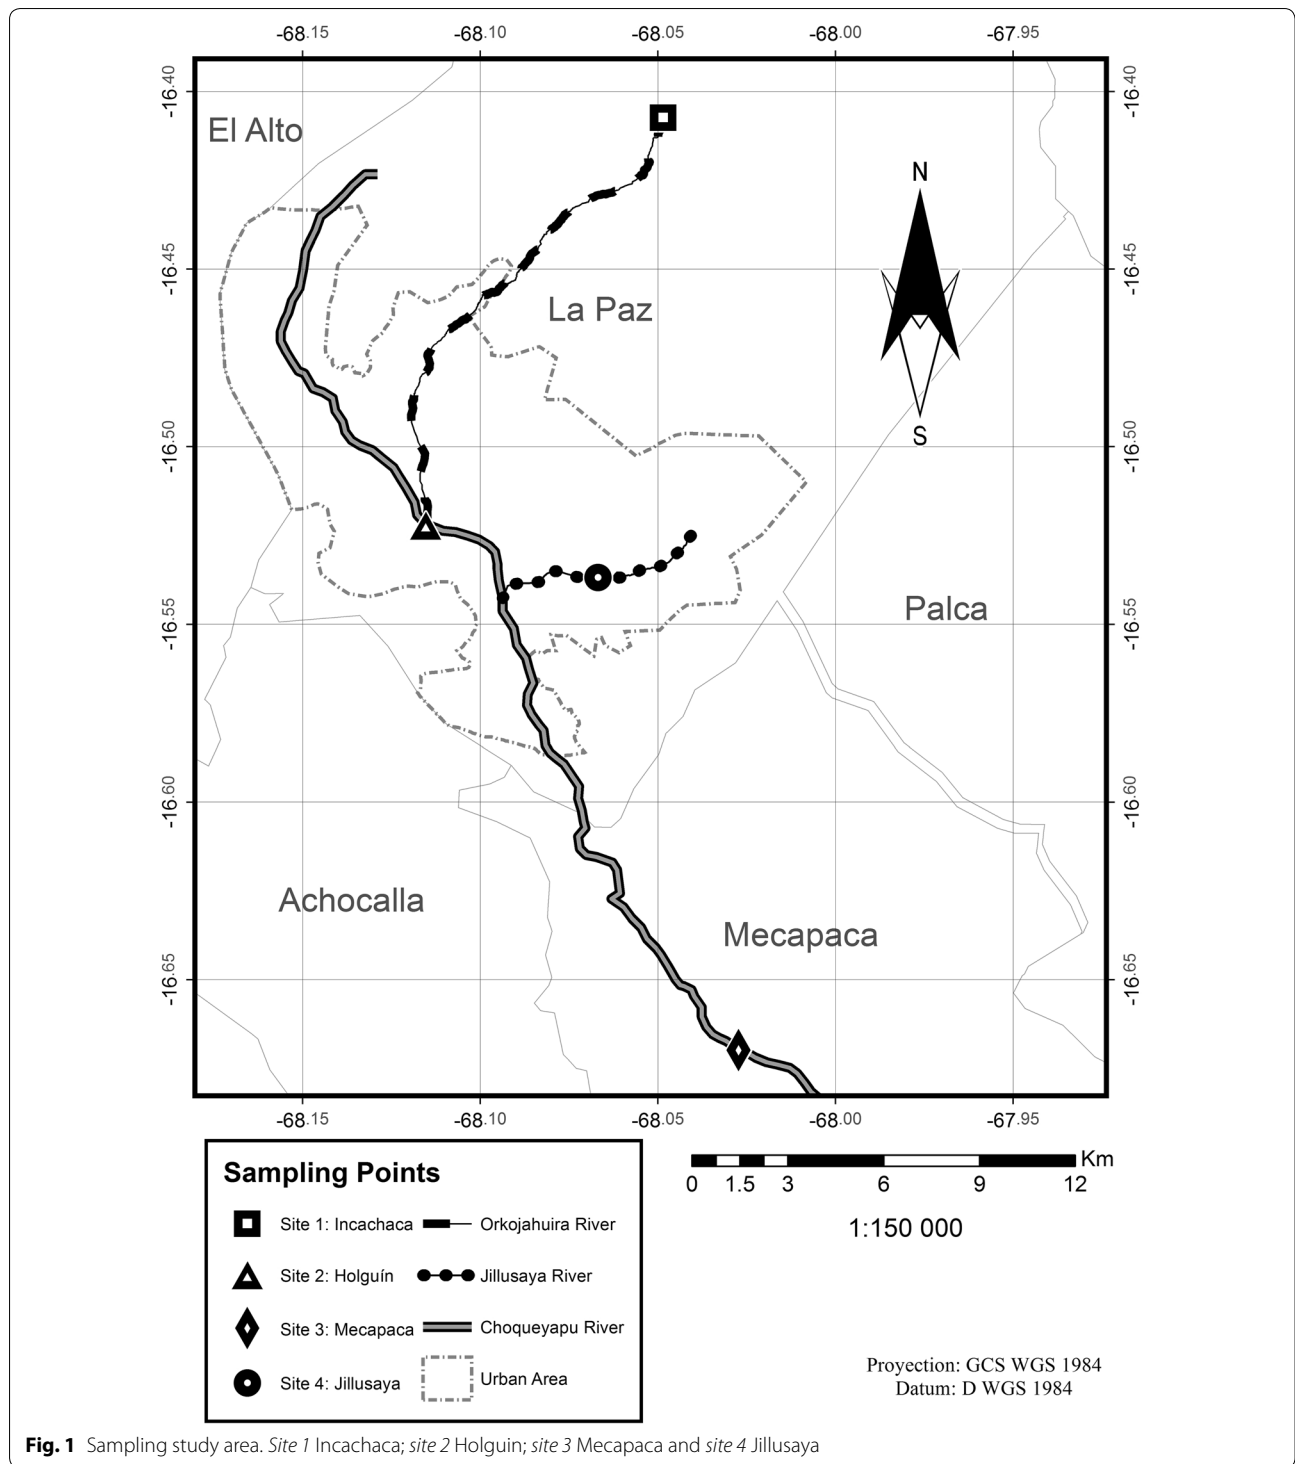 -68.15 -68.10 -68.05 -68.00 -67.95
-16.40 -16.40
El Alto
N
-16.45 -16.45
La Paz
S
-16.50 -16.50
-16.55 -16.55
Palca
-16.60 -16.60
Achocalla
Mecapaca
-16.65 -16.65
-68.15 -68.10 -68.05 -68.00 -67.95
Sampling Points
Site 1: Incachaca Orkojahuira River
Site 2: Holguín Jillusaya River
Site 3: Mecapaca Choqueyapu River
Site 4: Jillusaya Urban Area
Km
0 1.5 3 6 9 12
1:150 000
Proyection: GCS WGS 1984
Datum: D WGS 1984
Fig. 1 Sampling study area. Site 1 Incachaca; site 2 Holguin; site 3 Mecapaca and site 4 Jillusaya